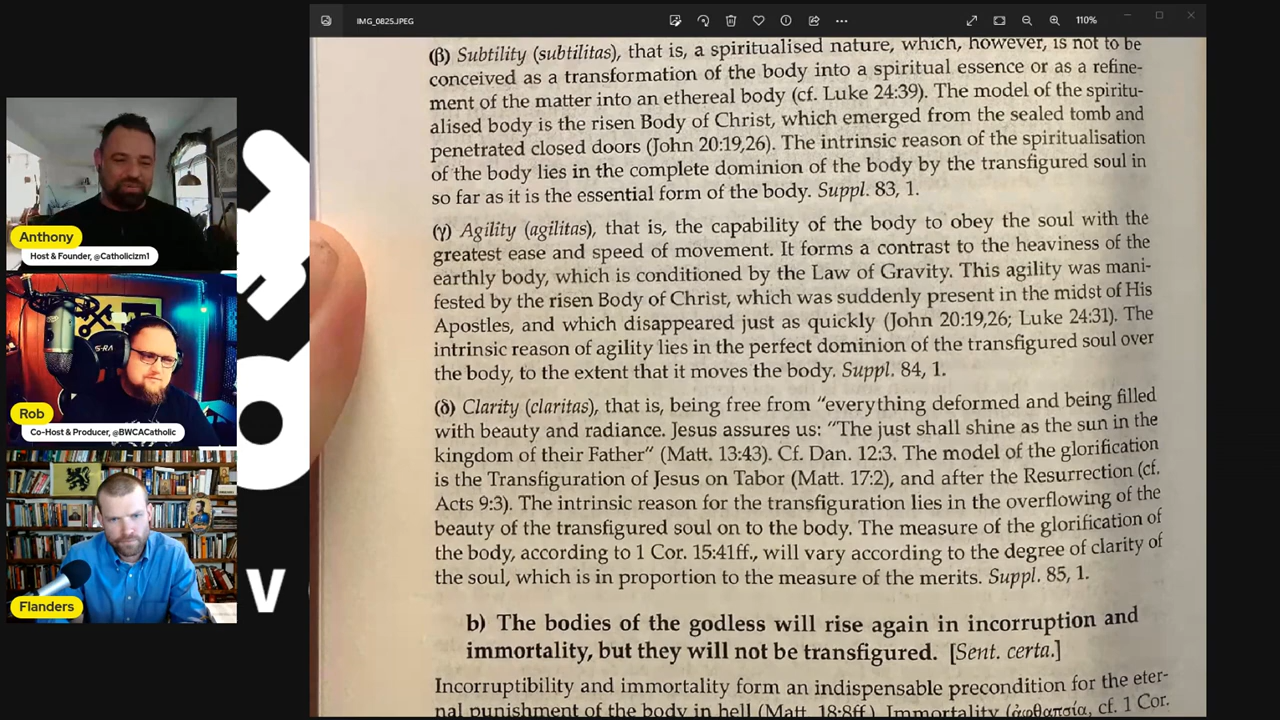 IMG_0825.JPEG
110%
(β) Subtility (subtilitas), that is, a spiritualised nature, which, however, is not to be
conceived as a transformation of the body into a spiritual essence or as a refine-
ment of the matter into an ethereal body (cf. Luke 24:39). The model of the spiritu-
alised body is the risen Body of Christ, which emerged from the sealed tomb and
penetrated closed doors (John 20:19,26). The intrinsic reason of the spiritualisation
of the body lies in the complete dominion of the body by the transfigured soul in
so far as it is the essential form of the body. Suppl. 83, 1.
(γ) Agility (agilitas), that is, the capability of the body to obey the soul with the
greatest ease and speed of movement. It forms a contrast to the heaviness of the
earthly body, which is conditioned by the Law of Gravity. This agility was mani-
fested by the risen Body of Christ, which was suddenly present in the midst of His
Apostles, and which disappeared just as quickly (John 20:19,26; Luke 24:31). The
intrinsic reason of agility lies in the perfect dominion of the transfigured soul over
the body, to the extent that it moves the body. Suppl. 84, 1.
(δ) Clarity (claritas), that is, being free from “everything deformed and being filled
with beauty and radiance. Jesus assures us: “The just shall shine as the sun in the
kingdom of their Father“ (Matt. 13:43). Cf. Dan. 12:3. The model of the glorification
is the Transfiguration of Jesus on Tabor (Matt. 17:2), and after the Resurrection (cf.
Acts 9:3). The intrinsic reason for the transfiguration lies in the overflowing of the
beauty of the transfigured soul on to the body. The measure of the glorification of
the body, according to 1 Cor. 15:41ff., will vary according to the degree of clarity of
the soul, which is in proportion to the measure of the merits. Suppl. 85, 1.
b) The bodies of the godless will rise again in incorruption and
immortality, but they will not be transfigured. [Sent. certa.]
Incorruptibility and immortality form an indispensable precondition for the eter-
nal punishment of the body in hell (Matt. 18:8ff.). Immortality (ἀφθαπσία, cf. 1 Cor.
Anthony
Host & Founder, @Catholicizm1
Rob
Co-Host & Producer, @BWCACatholic
Flanders
V